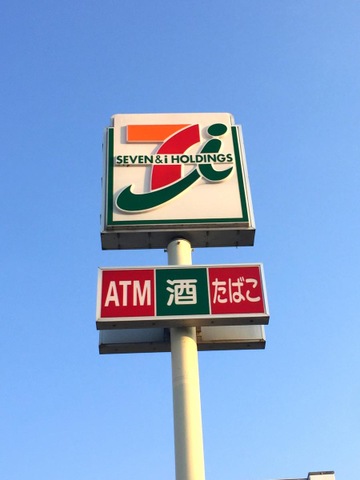 7i
SEVEN & i HOLDINGS
ATM 酒 たばこ